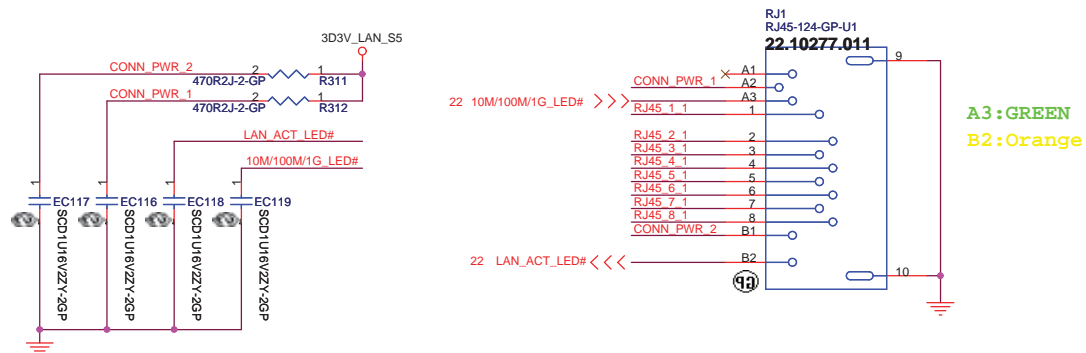 3D3V_LAN_S5
CONN_PWR_2
2
470R2J-2-GP
1
R311
CONN_PWR_1
2
470R2J-2-GP
1
R312
LAN_ACT_LED#
10M/100M/1G_LED#
1
EC117
SCD1U16V2ZY-2GP
1
EC116
SCD1U16V2ZY-2GP
1
EC118
SCD1U16V2ZY-2GP
1
EC119
SCD1U16V2ZY-2GP
RJ1
RJ45-124-GP-U1
22.10277.011
9
A1
CONN_PWR_1 A2
22 10M/100M/1G_LED# A3
RJ45_1_1 1
RJ45_2_1 2
RJ45_3_1 3
RJ45_4_1 4
RJ45_5_1 5
RJ45_6_1 6
RJ45_7_1 7
RJ45_8_1 8
CONN_PWR_2 B1
22 LAN_ACT_LED# B2
10
GP
A3:GREEN
B2:Orange